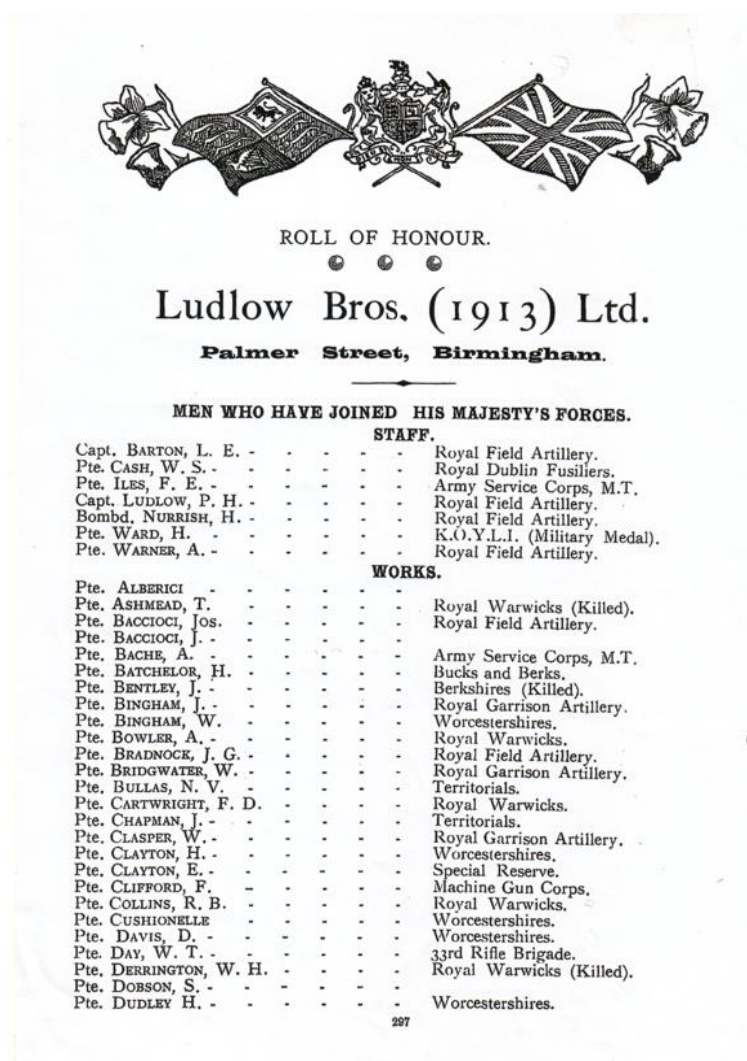 ROLL OF HONOUR.
Ludlow Bros. (1913) Ltd.
Palmer Street, Birmingham.
MEN WHO HAVE JOINED HIS MAJESTY'S FORCES.
STAFF.
Capt. BARTON, L. E. - - - - - - Royal Field Artillery.
Pte. CASH, W. S. - - - - - - Royal Dublin Fusiliers.
Pte. ILES, F. E. - - - - - - Army Service Corps, M.T.
Capt. LUDLOW, P. H. - - - - - - Royal Field Artillery.
Bombd. NURRISH, H. - - - - - - Royal Field Artillery.
Pte. WARD, H. - - - - - - K.O.Y.L.I. (Military Medal).
Pte. WARNER, A. - - - - - - Royal Field Artillery.
WORKS.
Pte. ALBERICI - - - - - -
Pte. ASHMEAD, T. - - - - - Royal Warwicks (Killed).
Pte. BACCIOCI, Jos. - - - - - Royal Field Artillery.
Pte. BACCIOCI, J. - - - - - -
Pte. BACHE, A. - - - - - - Army Service Corps, M.T.
Pte. BATCHELOR, H. - - - - - Bucks and Berks.
Pte. BENTLEY, J. - - - - - - Berkshires (Killed).
Pte. BINGHAM, J. - - - - - - Royal Garrison Artillery.
Pte. BINGHAM, W. - - - - - Worcestershires.
Pte. BOWLER, A. - - - - - - Royal Warwicks.
Pte. BRADNOCK, J. G. - - - - - Royal Field Artillery.
Pte. BRIDGWATER, W. - - - - - Royal Garrison Artillery.
Pte. BULLAS, N. V. - - - - - Territorials.
Pte. CARTWRIGHT, F. D. - - - - Royal Warwicks.
Pte. CHAPMAN, J. - - - - - - Territorials.
Pte. CLASPER, W. - - - - - - Royal Garrison Artillery.
Pte. CLAYTON, H. - - - - - - Worcestershires.
Pte. CLAYTON, E. - - - - - - Special Reserve.
Pte. CLIFFORD, F. - - - - - Machine Gun Corps.
Pte. COLLINS, R. B. - - - - - Royal Warwicks.
Pte. CUSHIONELLE - - - - - Worcestershires.
Pte. DAVIS, D. - - - - - - Worcestershires.
Pte. DAY, W. T. - - - - - - 33rd Rifle Brigade.
Pte. DERRINGTON, W. H. - - - - Royal Warwicks (Killed).
Pte. DOBSON, S. - - - - - -
Pte. DUDLEY H. - - - - - - Worcestershires.
297